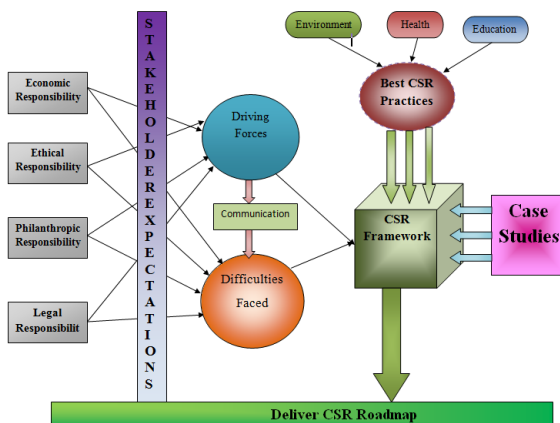 Environment
Health
Education
Economic
Responsibility
Ethical
Responsibility
Philanthropic
Responsibility
Legal
Responsibilit
STAKEHOLDEREXPECTATIONS
Driving
Forces
Communication
Difficulties
Faced
Best CSR
Practices
CSR
Framework
Case
Studies
Deliver CSR Roadmap